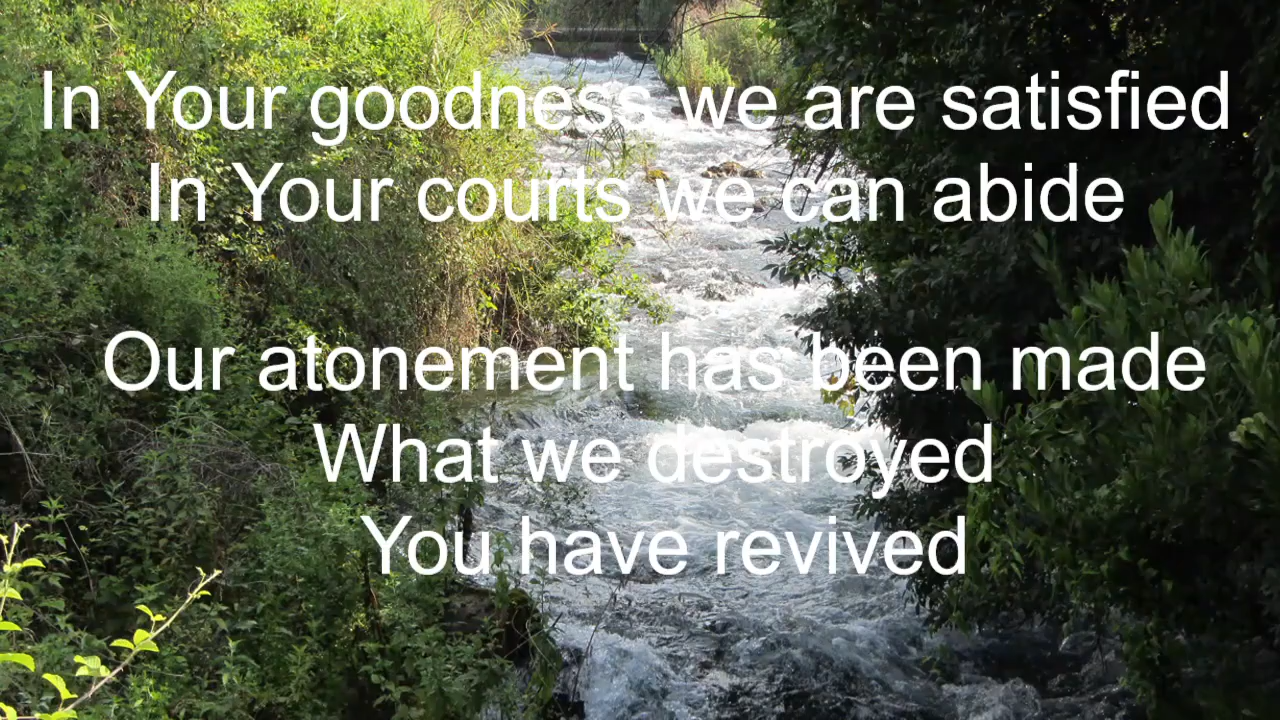 In Your goodness we are satisfied
In Your courts we can abide
Our atonement has been made
What we destroyed
You have revived